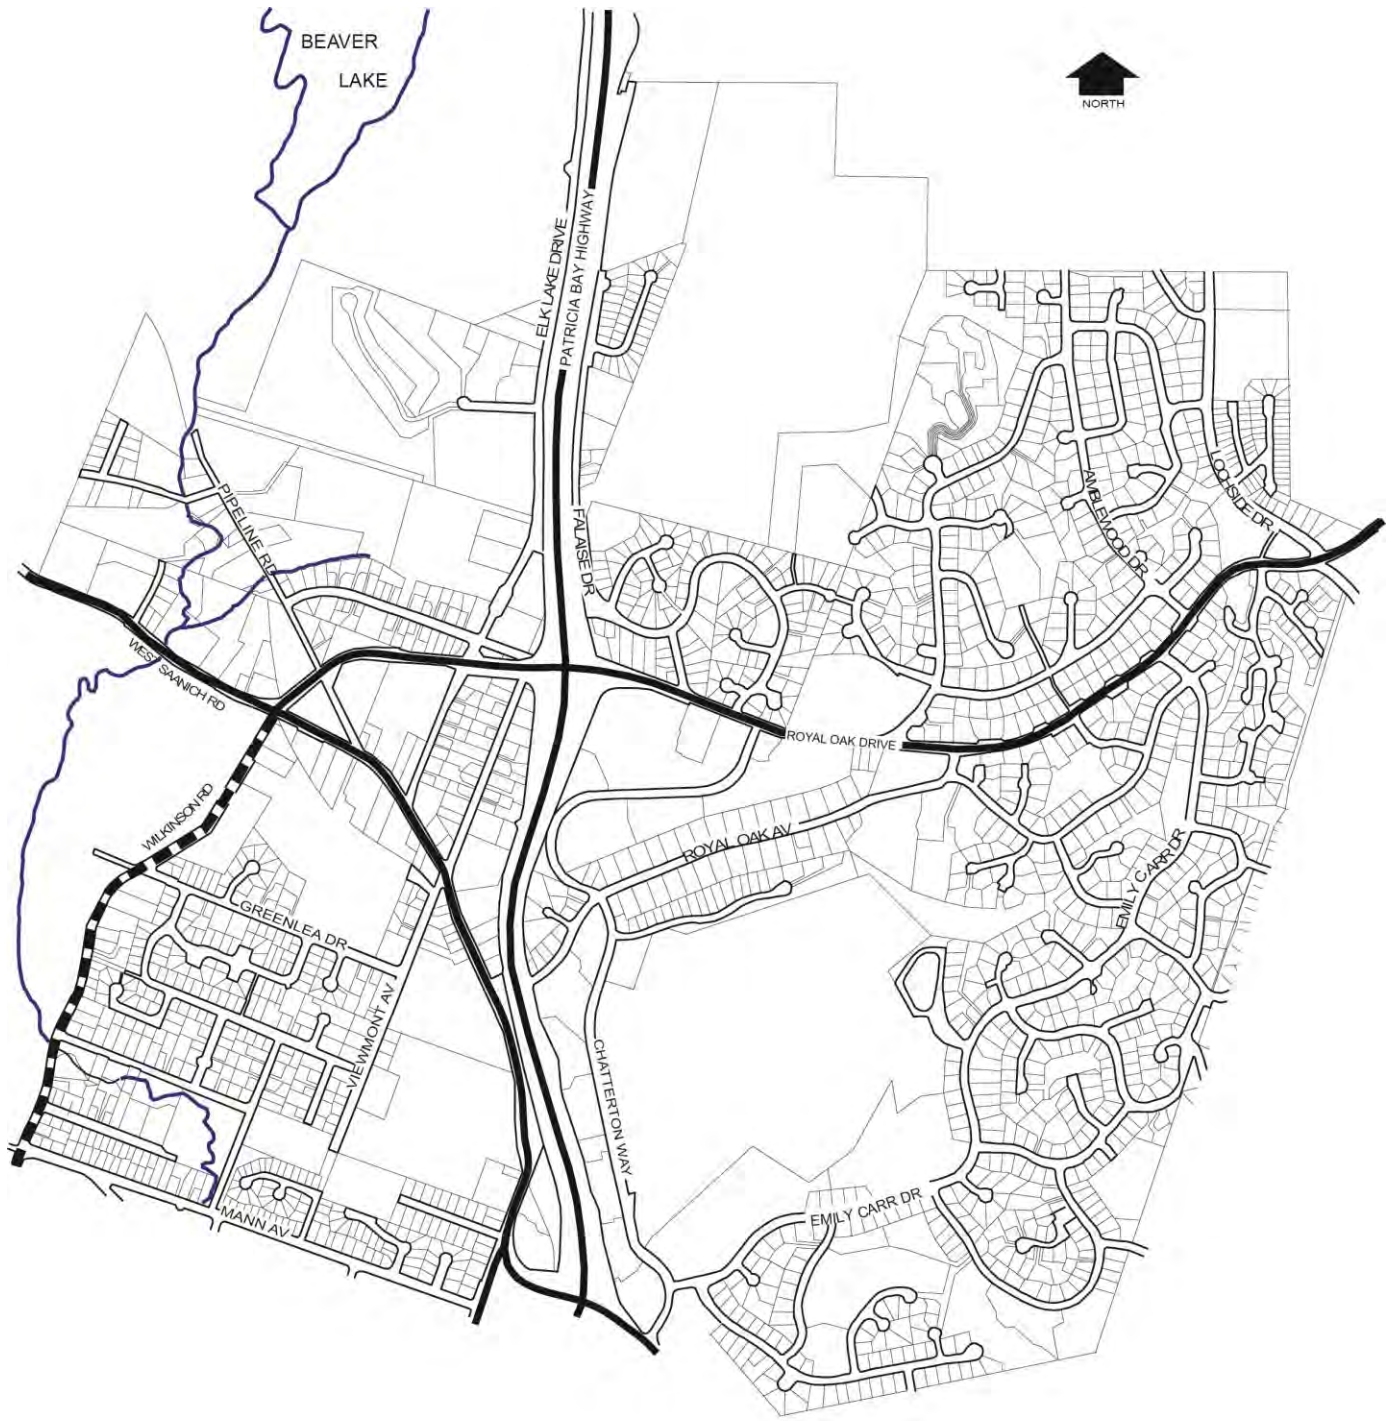 BEAVER
LAKE
NORTH
ELK LAKE DRIVE
PATRICIA BAY HIGHWAY
PIPELINE RD
FALAISE DR
AMBLEWOOD DR
LOCHSIDE DR
WEST SAANICH RD
ROYAL OAK DRIVE
WILKINSON RD
ROYAL OAK AV
EMILY CARR DR
GREENLEA DR
VIEWMONT AV
CHATTERTON WAY
EMILY CARR DR
MANN AV